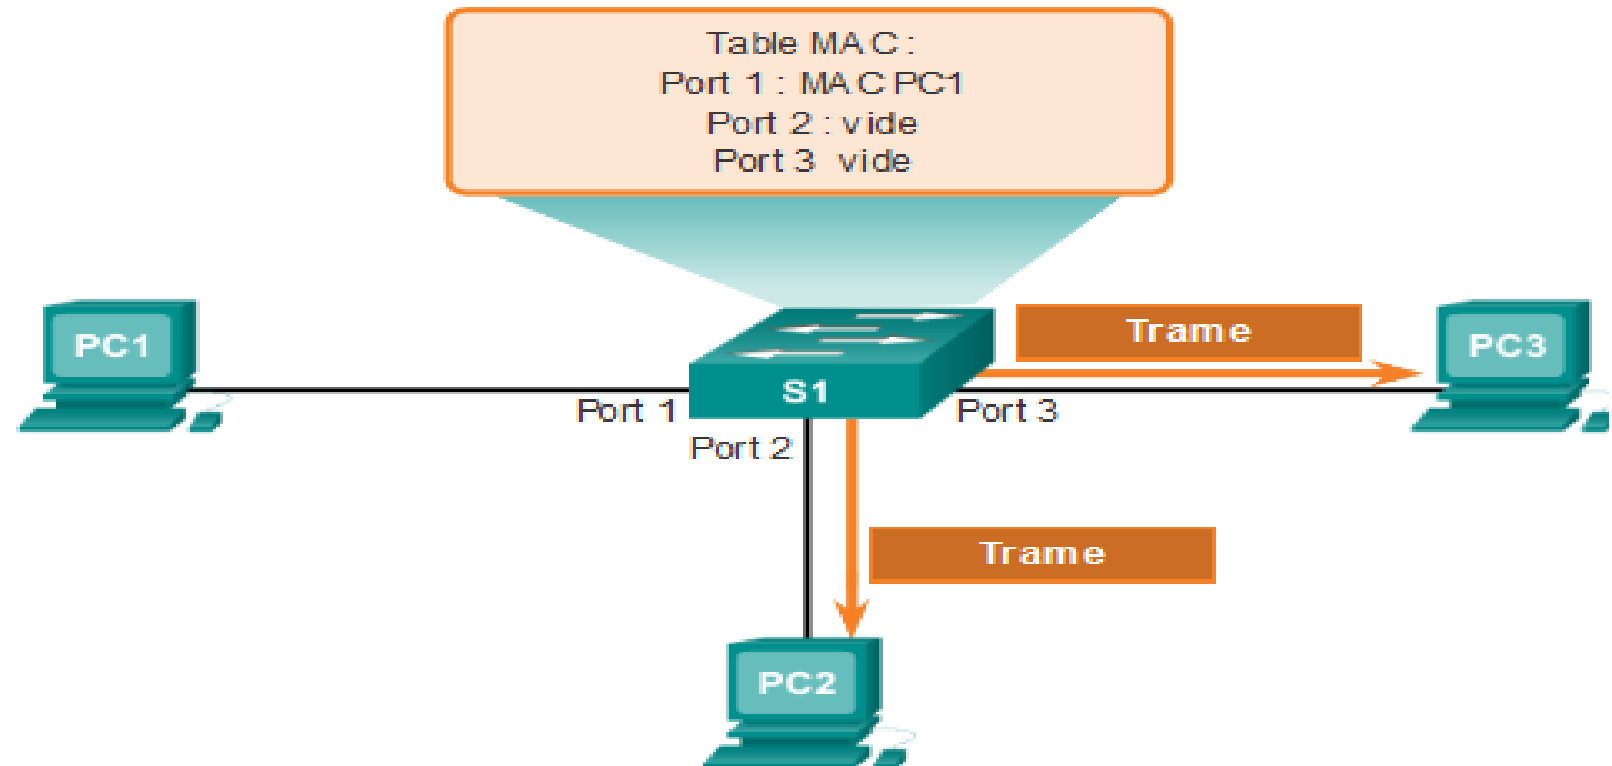 Table MAC :
Port 1 : MAC PC1
Port 2 : vide
Port 3 vide
PC1
S1
Trame
PC3
Port 1
Port 3
Port 2
Trame
PC2